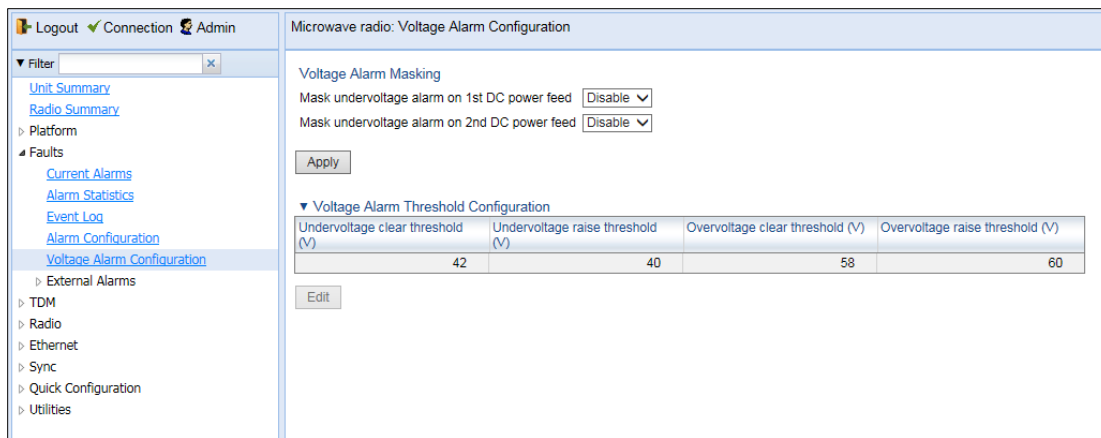 Logout Connection Admin
Filter
Unit Summary
Radio Summary
Platform
Faults
Current Alarms
Alarm Statistics
Event Log
Alarm Configuration
Voltage Alarm Configuration
External Alarms
TDM
Radio
Ethernet
Sync
Quick Configuration
Utilities
Microwave radio: Voltage Alarm Configuration
Voltage Alarm Masking
Mask undervoltage alarm on 1st DC power feed Disable
Mask undervoltage alarm on 2nd DC power feed Disable
Apply
Voltage Alarm Threshold Configuration
Undervoltage clear threshold (V) Undervoltage raise threshold (V) Overvoltage clear threshold (V) Overvoltage raise threshold (V)
42 40 58 60
Edit